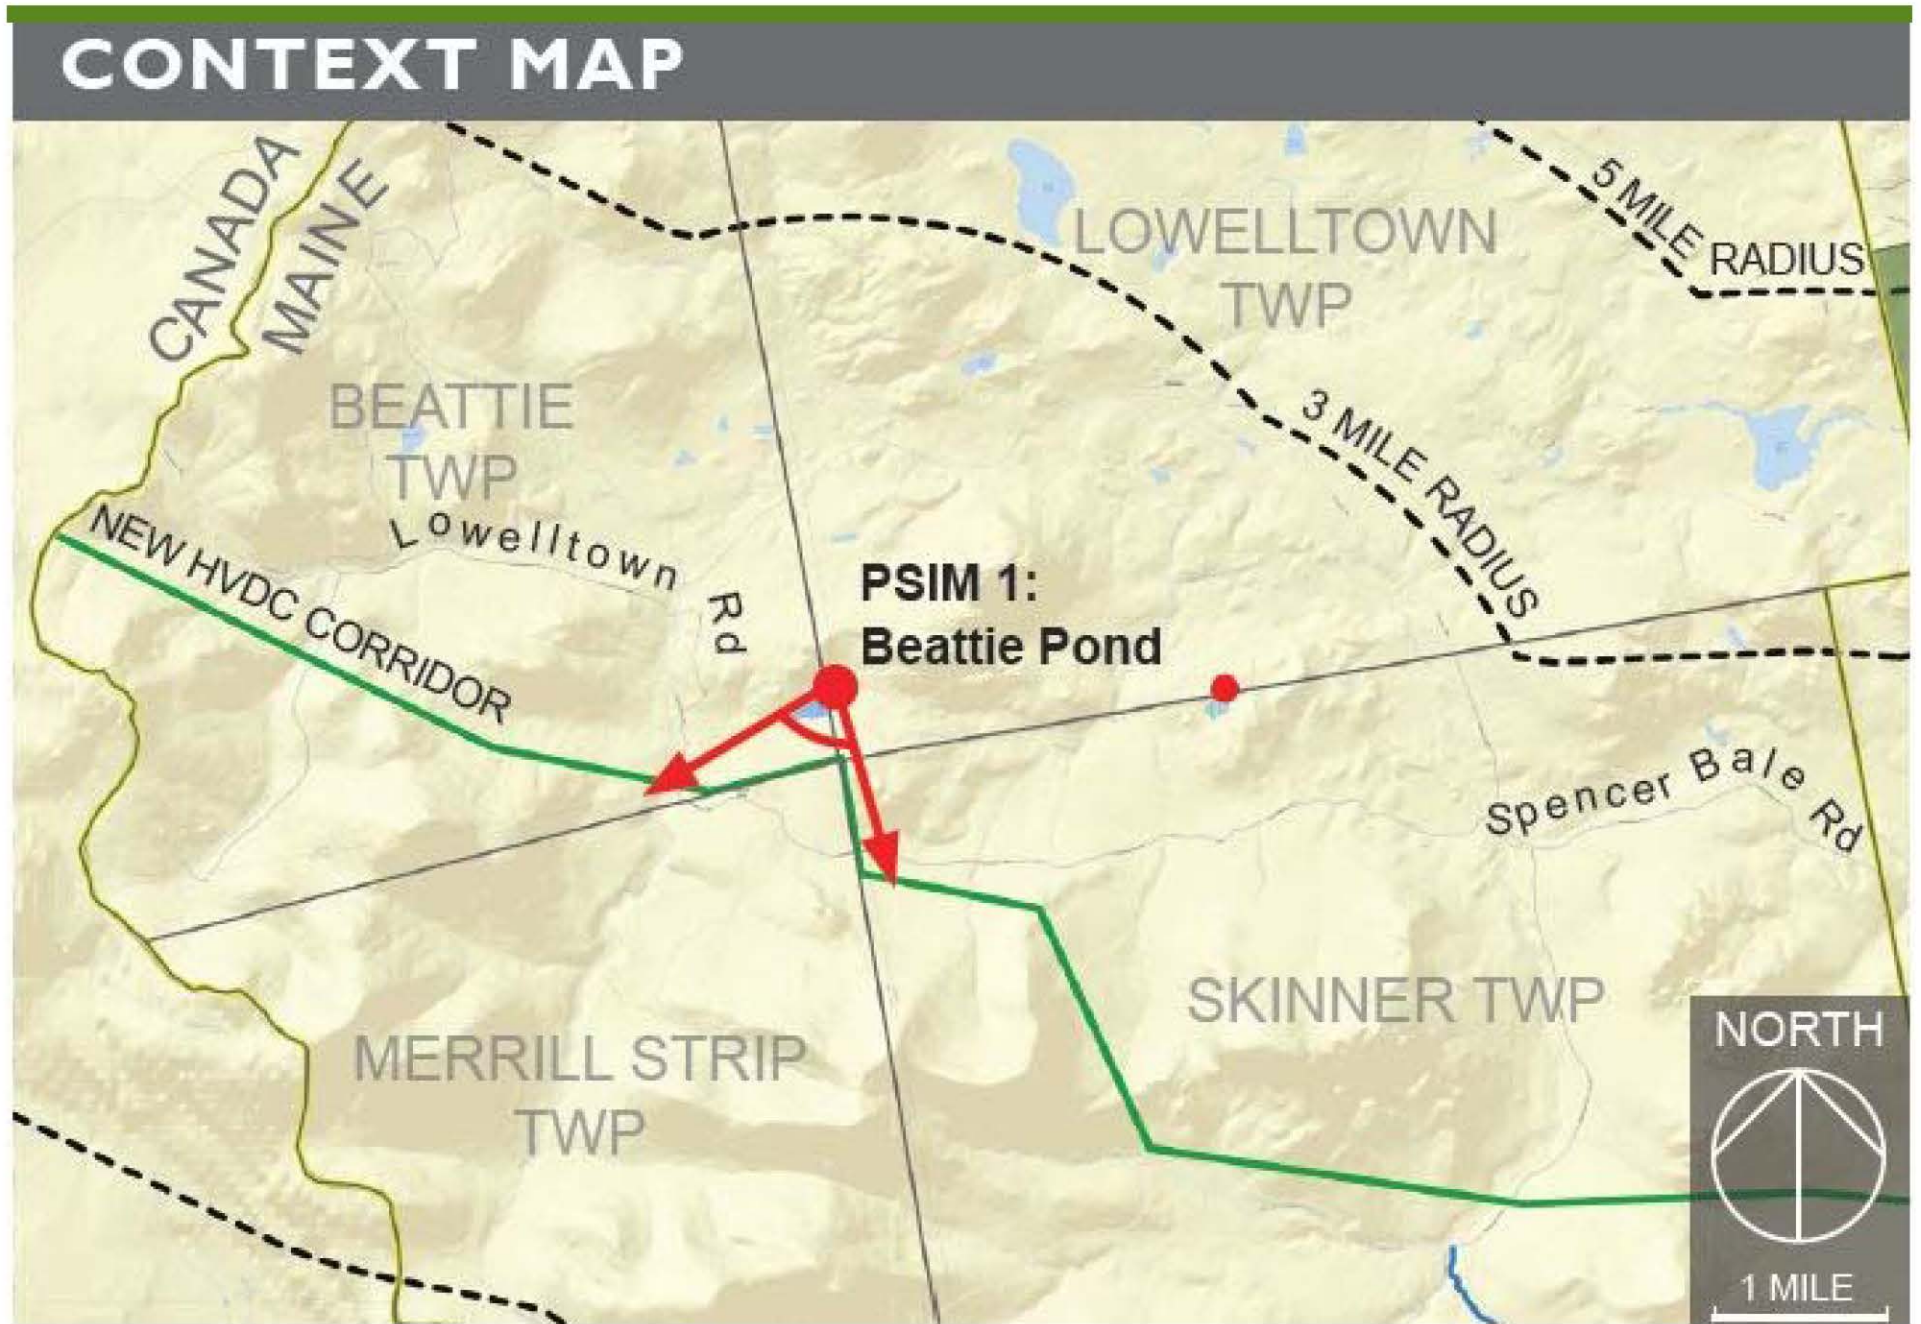 CONTEXT MAP
CANADA
MAINE
5 MILE RADIUS
LOWELLTOWN
TWP
BEATTIE
TWP
3 MILE RADIUS
NEW HVDC CORRIDOR
Lowelltown Rd
PSIM 1:
Beattie Pond
Spencer Bale Rd
SKINNER TWP
MERRILL STRIP
TWP
NORTH
1 MILE